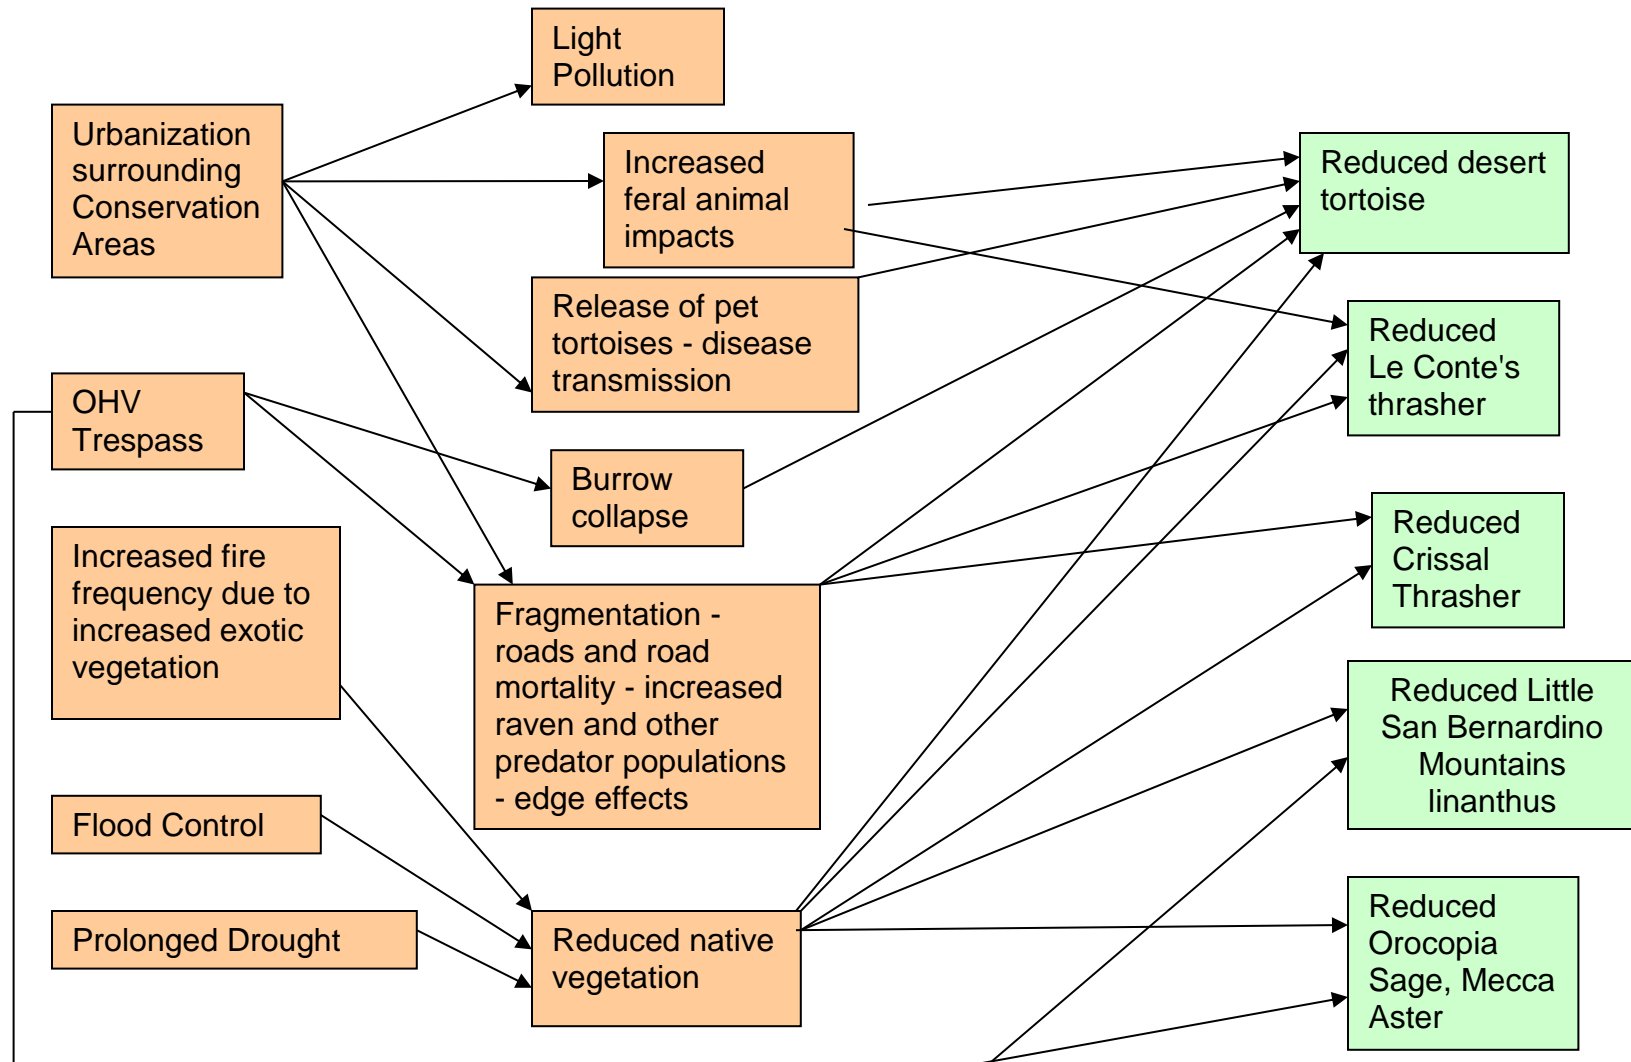 Light
Pollution
Urbanization
surrounding
Conservation
Areas
Increased
feral animal
impacts
Reduced desert
tortoise
Release of pet
tortoises - disease
transmission
Reduced
Le Conte's
thrasher
OHV
Trespass
Burrow
collapse
Reduced
Crissal
Thrasher
Increased fire
frequency due to
increased exotic
vegetation
Fragmentation -
roads and road
mortality - increased
raven and other
predator populations
- edge effects
Reduced Little
San Bernardino
Mountains
linanthus
Flood Control
Prolonged Drought
Reduced native
vegetation
Reduced
Orocopia
Sage, Mecca
Aster